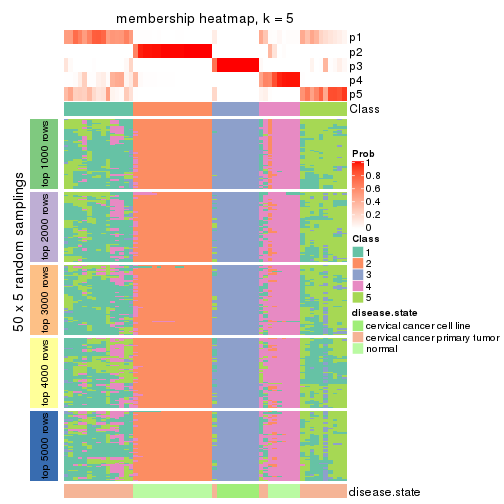 membership heatmap, k = 5
p1
p2
p3
p4
p5
Class
50 x 5 random samplings
top 1000 rows
top 2000 rows
top 3000 rows
top 4000 rows
top 5000 rows
Prob
1
0.8
0.6
0.4
0.2
0
Class
1
2
3
4
5
disease.state
cervical cancer cell line
cervical cancer primary tumor
normal
disease.state